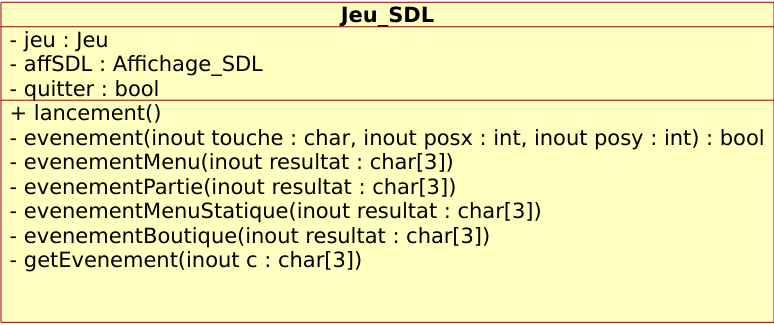 Jeu_SDL
- jeu : Jeu
- affSDL : Affichage_SDL
- quitter : bool
+ lancement()
- evenement(inout touche : char, inout posx : int, inout posy : int) : bool
- evenementMenu(inout resultat : char[3])
- evenementPartie(inout resultat : char[3])
- evenementMenuStatique(inout resultat : char[3])
- evenementBoutique(inout resultat : char[3])
- getEvenement(inout c : char[3])